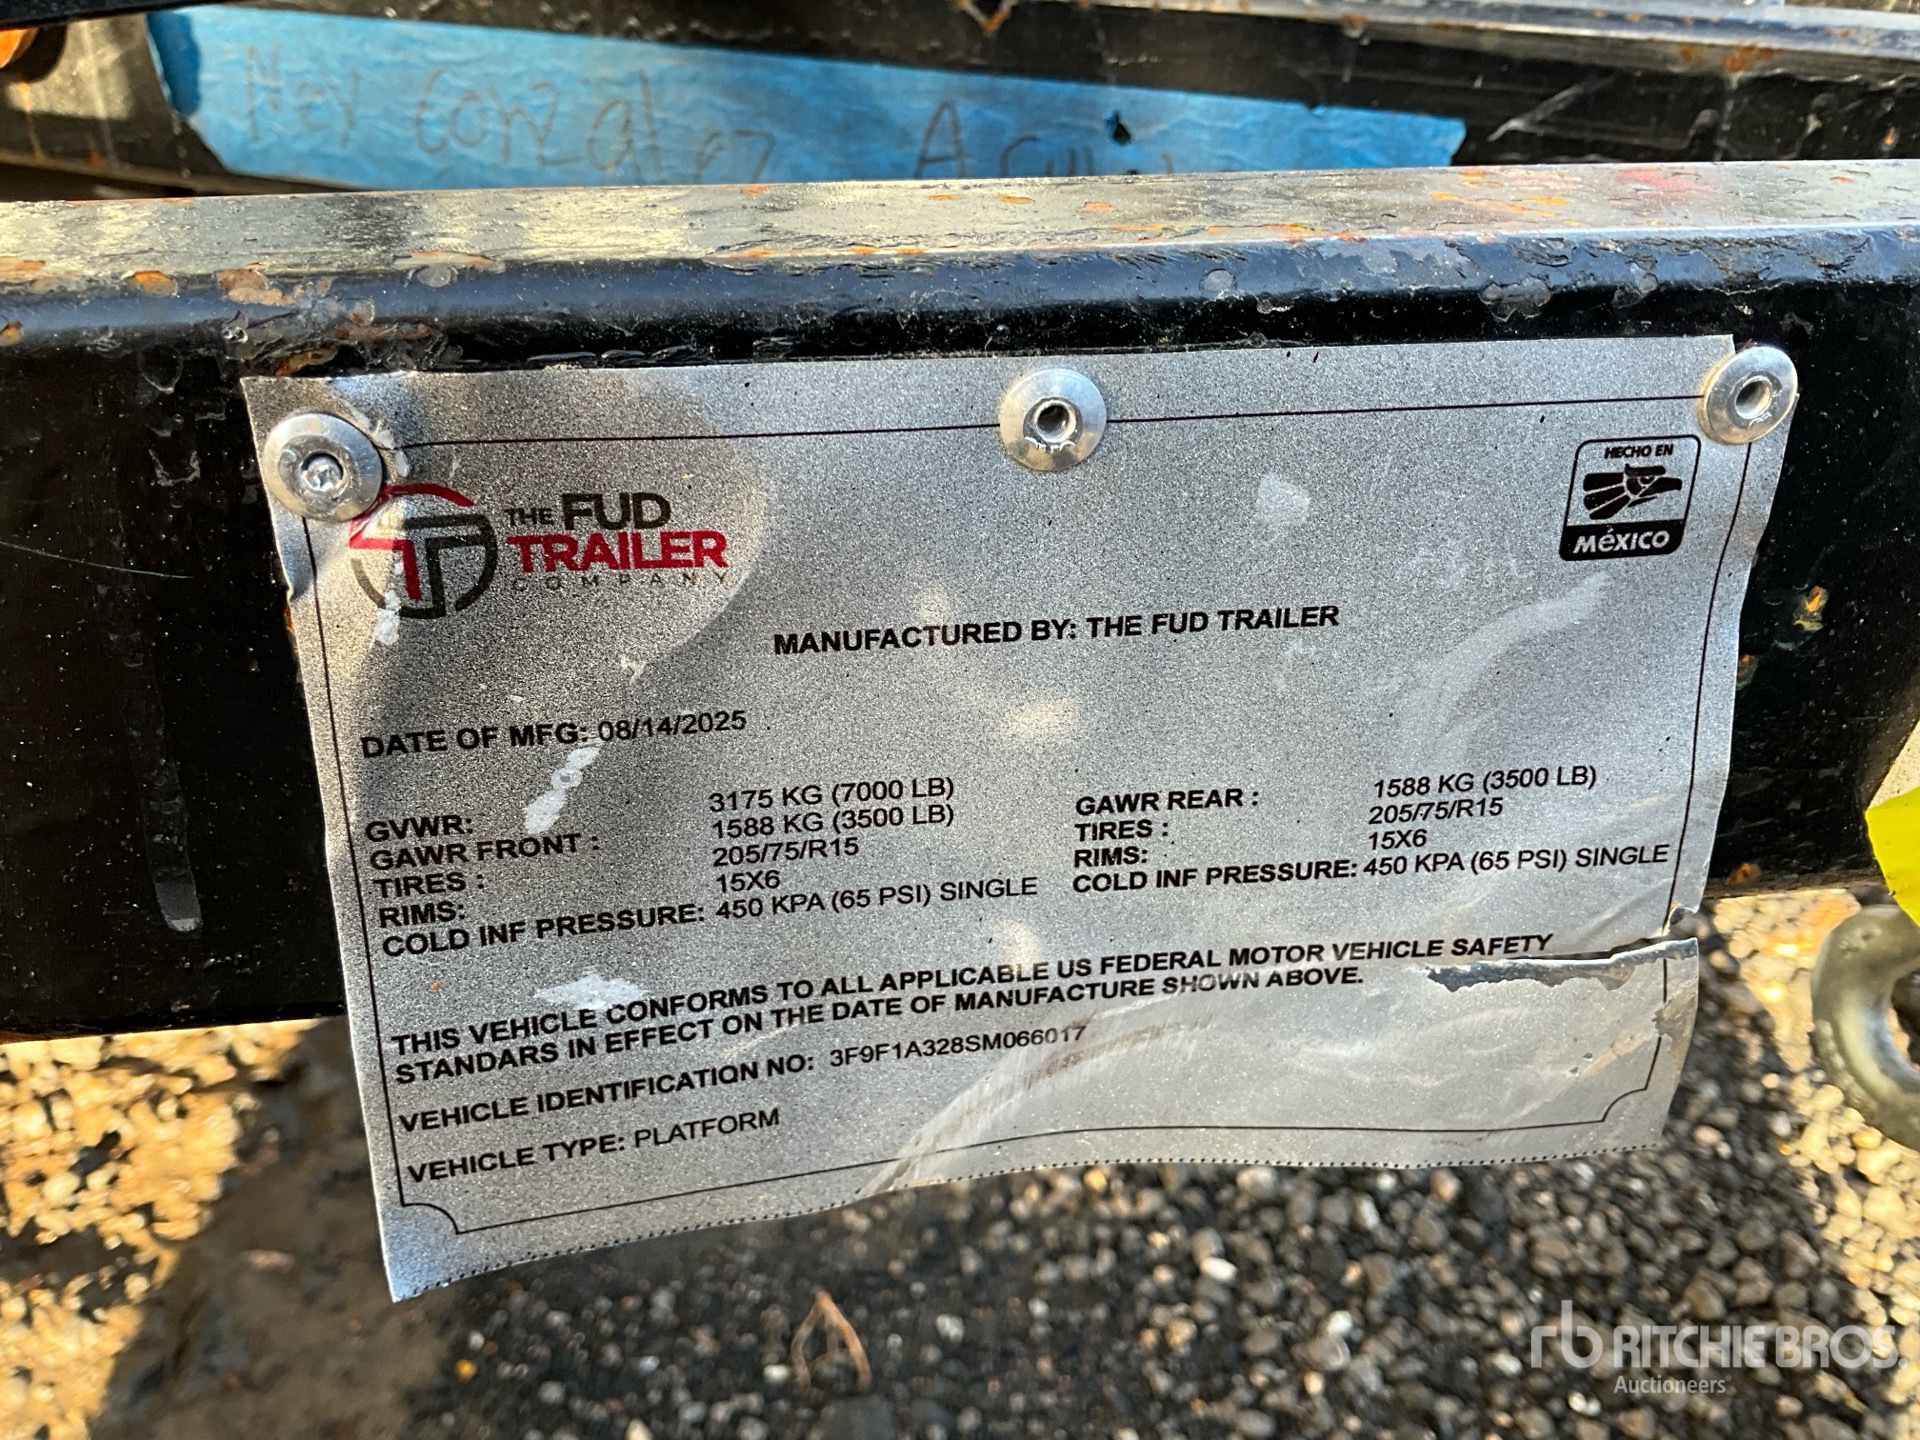 Ney Gonzalez
THE FUD
TRAILER
COMPANY
HECHO EN
MéXICO
MANUFACTURED BY: THE FUD TRAILER
DATE OF MFG: 08/14/2025
GVWR: 3175 KG (7000 LB)
GAWR FRONT : 1588 KG (3500 LB)
TIRES : 205/75/R15
RIMS: 15X6
COLD INF PRESSURE: 450 KPA (65 PSI) SINGLE
GAWR REAR : 1588 KG (3500 LB)
TIRES : 205/75/R15
RIMS: 15X6
COLD INF PRESSURE: 450 KPA (65 PSI) SINGLE
THIS VEHICLE CONFORMS TO ALL APPLICABLE US FEDERAL MOTOR VEHICLE SAFETY
STANDARS IN EFFECT ON THE DATE OF MANUFACTURE SHOWN ABOVE.
VEHICLE IDENTIFICATION NO: 3F9F1A328SM066017
VEHICLE TYPE: PLATFORM
rb RITCHIE BROS.
Auctioneers